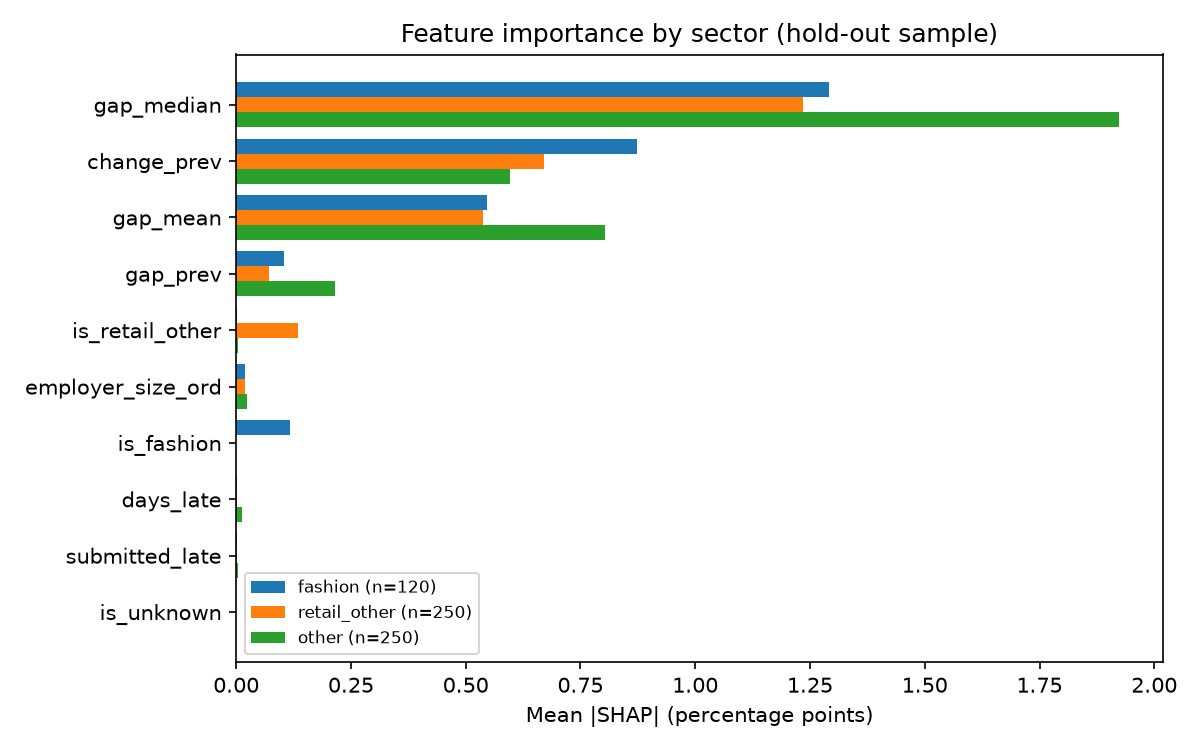 Feature importance by sector (hold-out sample)
gap_median
change_prev
gap_mean
gap_prev
is_retail_other
employer_size_ord
is_fashion
days_late
submitted_late
is_unknown
fashion (n=120)
retail_other (n=250)
other (n=250)
0.00 0.25 0.50 0.75 1.00 1.25 1.50 1.75 2.00
Mean |SHAP| (percentage points)